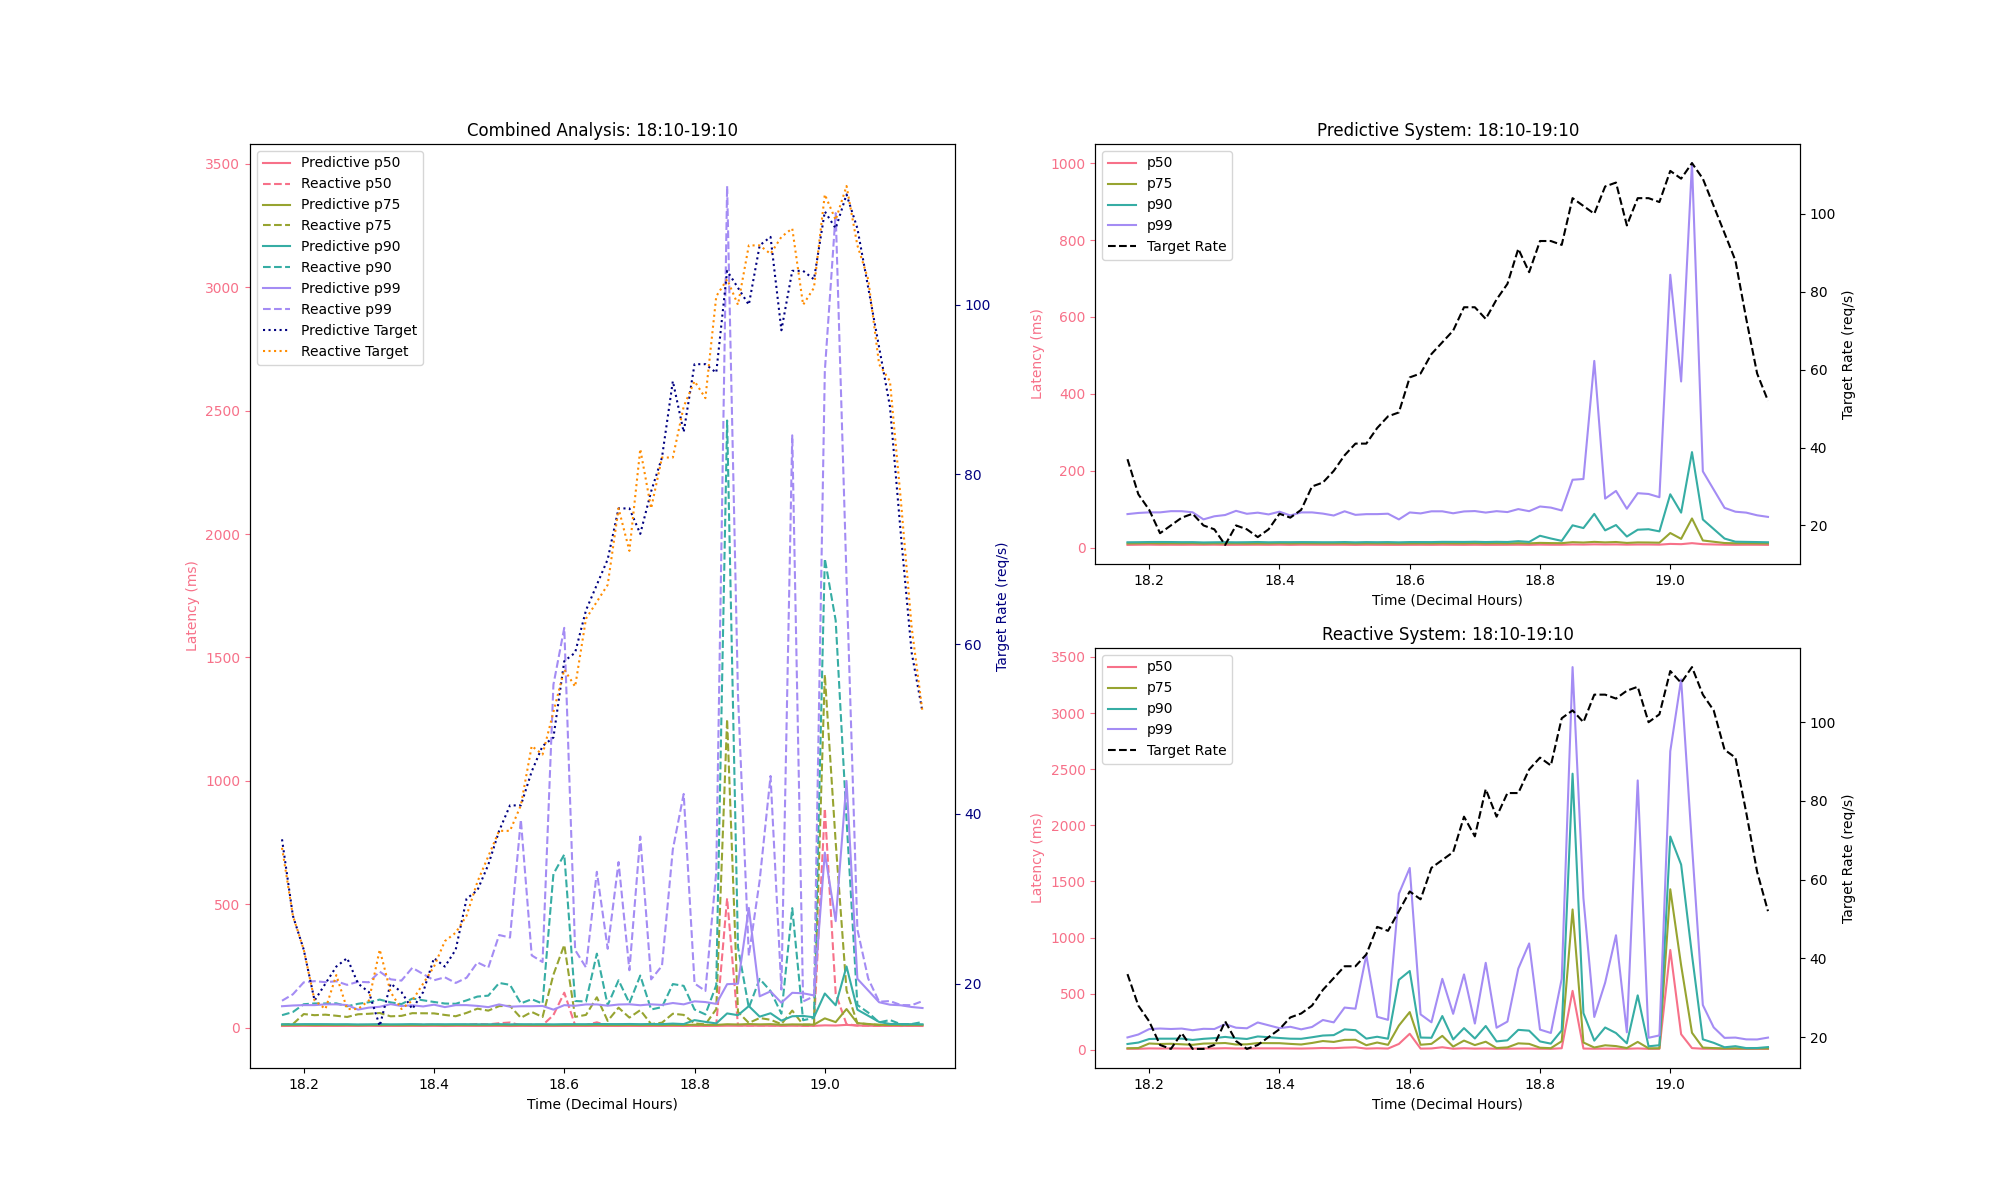 Combined Analysis: 18:10-19:10
Predictive p50
Reactive p50
Predictive p75
Reactive p75
Predictive p90
Reactive p90
Predictive p99
Reactive p99
Predictive Target
Reactive Target
3500
3000
2500
2000
1500
1000
500
0
Latency (ms)
100
80
60
40
20
Target Rate (req/s)
18.2 18.4 18.6 18.8 19.0
Time (Decimal Hours)
Predictive System: 18:10-19:10
p50
p75
p90
p99
Target Rate
1000
800
600
400
200
0
Latency (ms)
100
80
60
40
20
Target Rate (req/s)
18.2 18.4 18.6 18.8 19.0
Time (Decimal Hours)
Reactive System: 18:10-19:10
p50
p75
p90
p99
Target Rate
3500
3000
2500
2000
1500
1000
500
0
Latency (ms)
100
80
60
40
20
Target Rate (req/s)
18.2 18.4 18.6 18.8 19.0
Time (Decimal Hours)